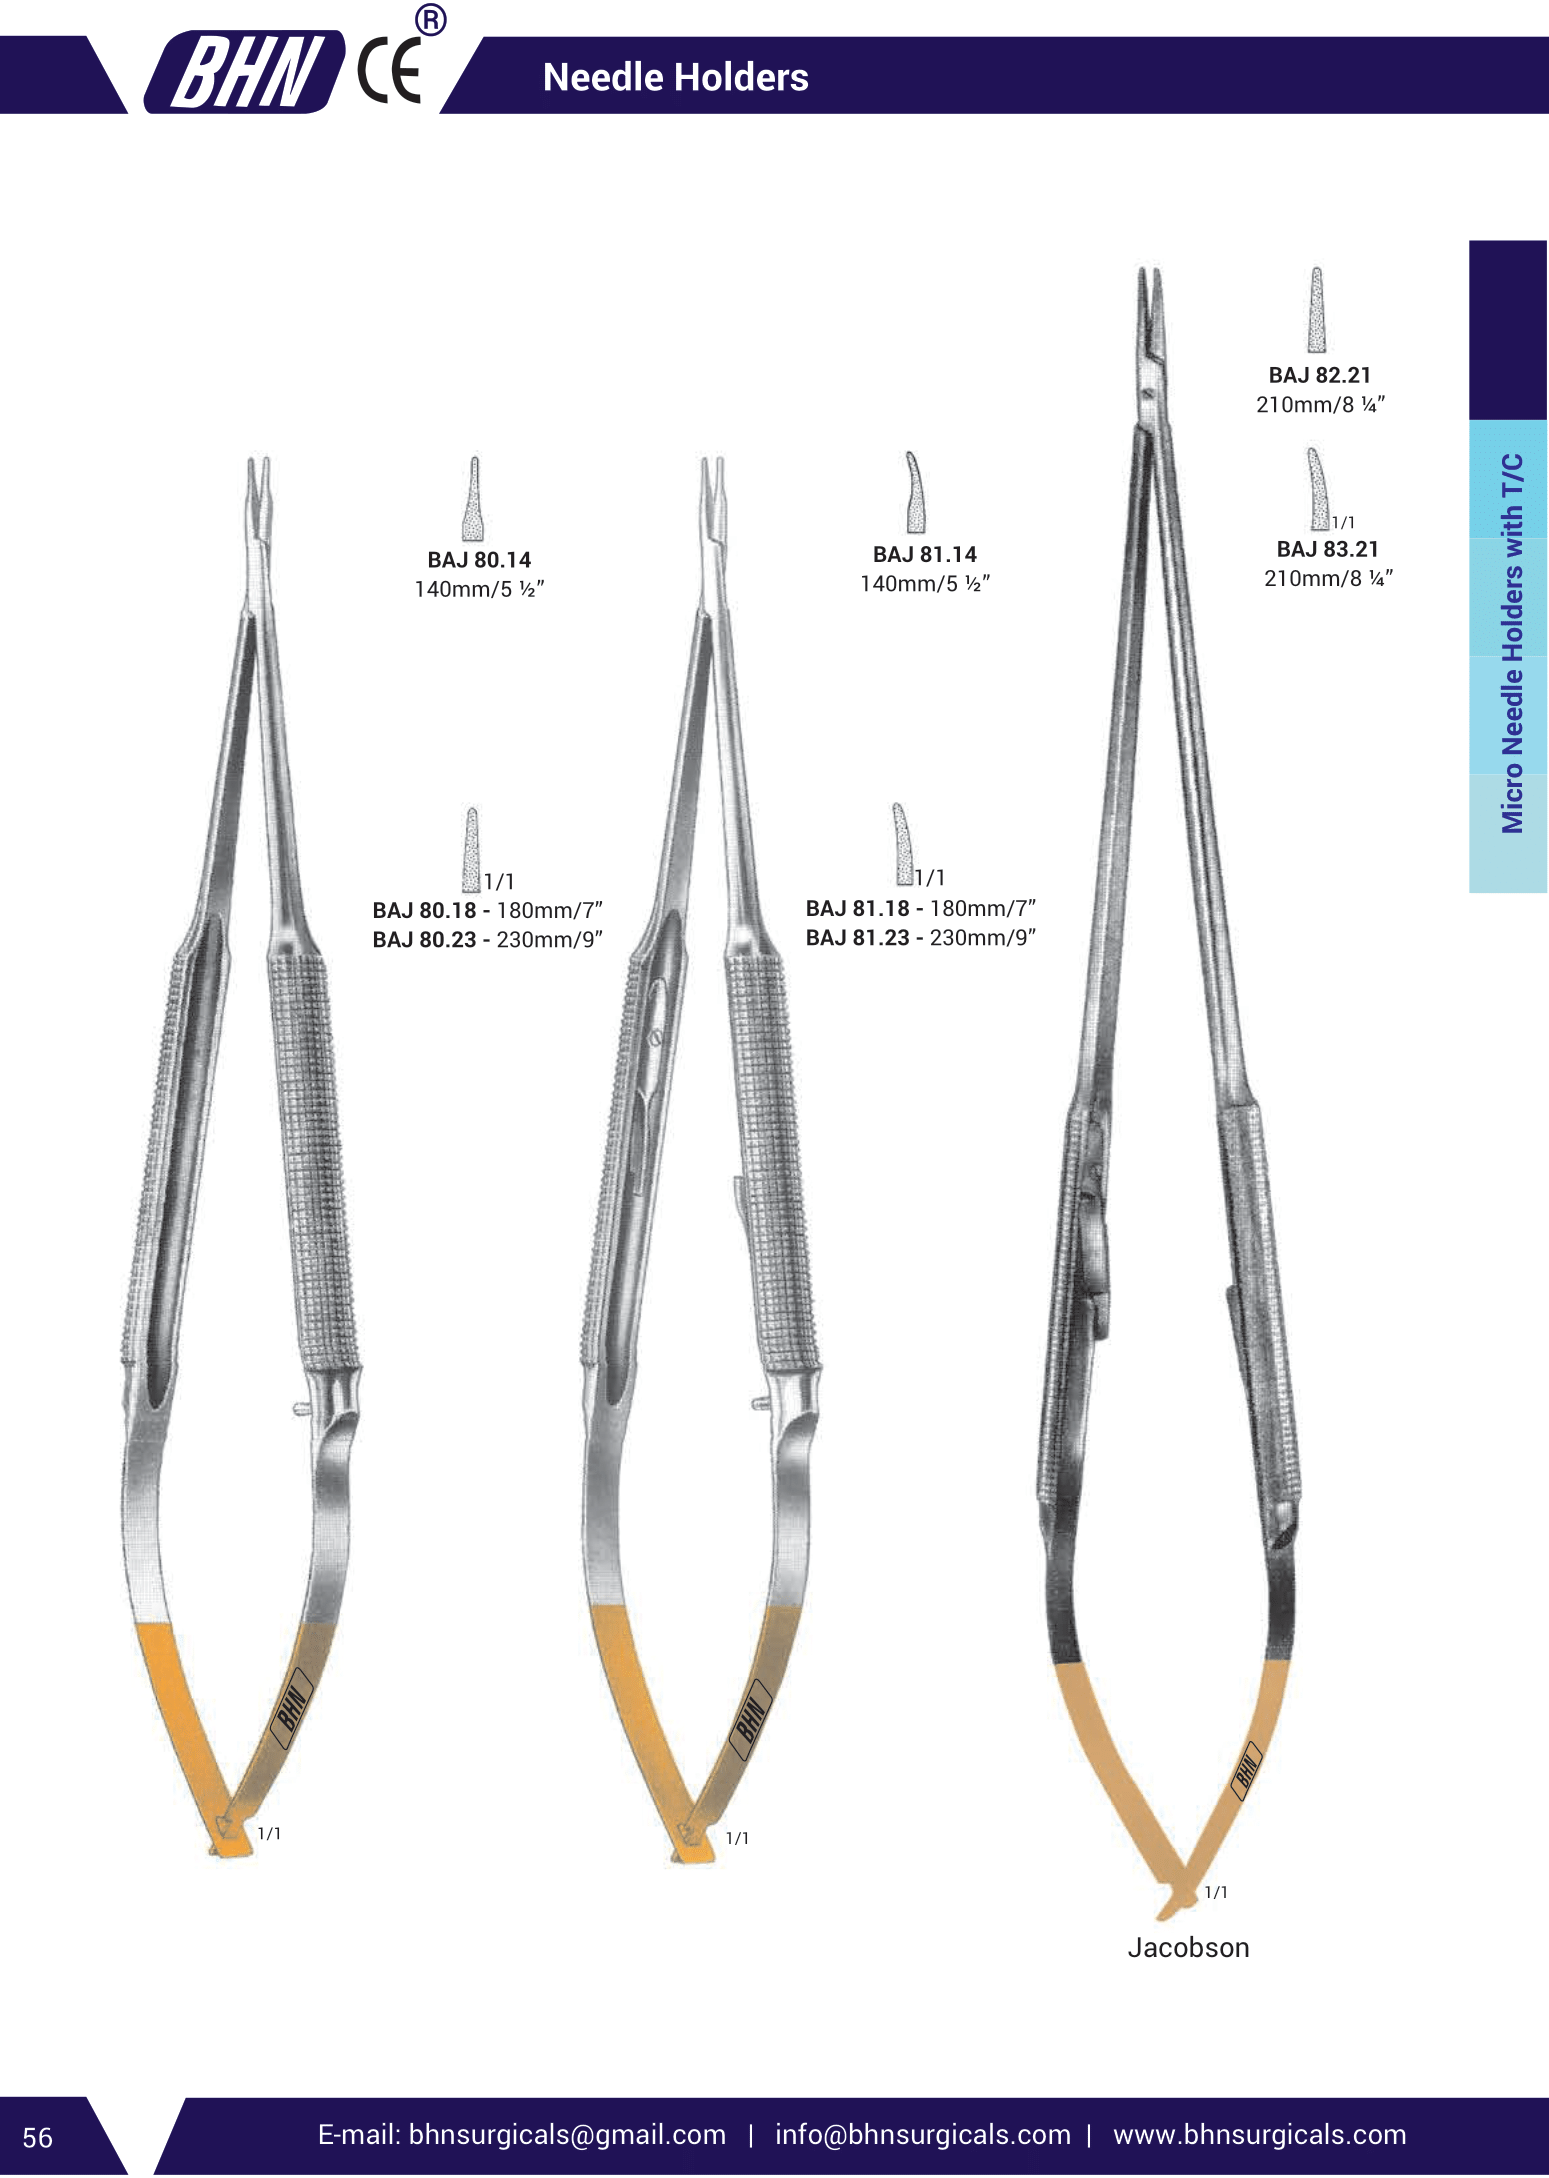 BHN CE ®
Needle Holders
BAJ 82.21
210mm/8 ¼”
1/1
BAJ 83.21
210mm/8 ¼”
BAJ 80.14
140mm/5 ½”
BAJ 81.14
140mm/5 ½”
1/1
BAJ 80.18 - 180mm/7”
BAJ 80.23 - 230mm/9”
1/1
BAJ 81.18 - 180mm/7”
BAJ 81.23 - 230mm/9”
Micro Needle Holders with T/C
BHN
BHN
BHN
1/1
1/1
1/1
Jacobson
56
E-mail: bhnsurgicals@gmail.com | info@bhnsurgicals.com | www.bhnsurgicals.com